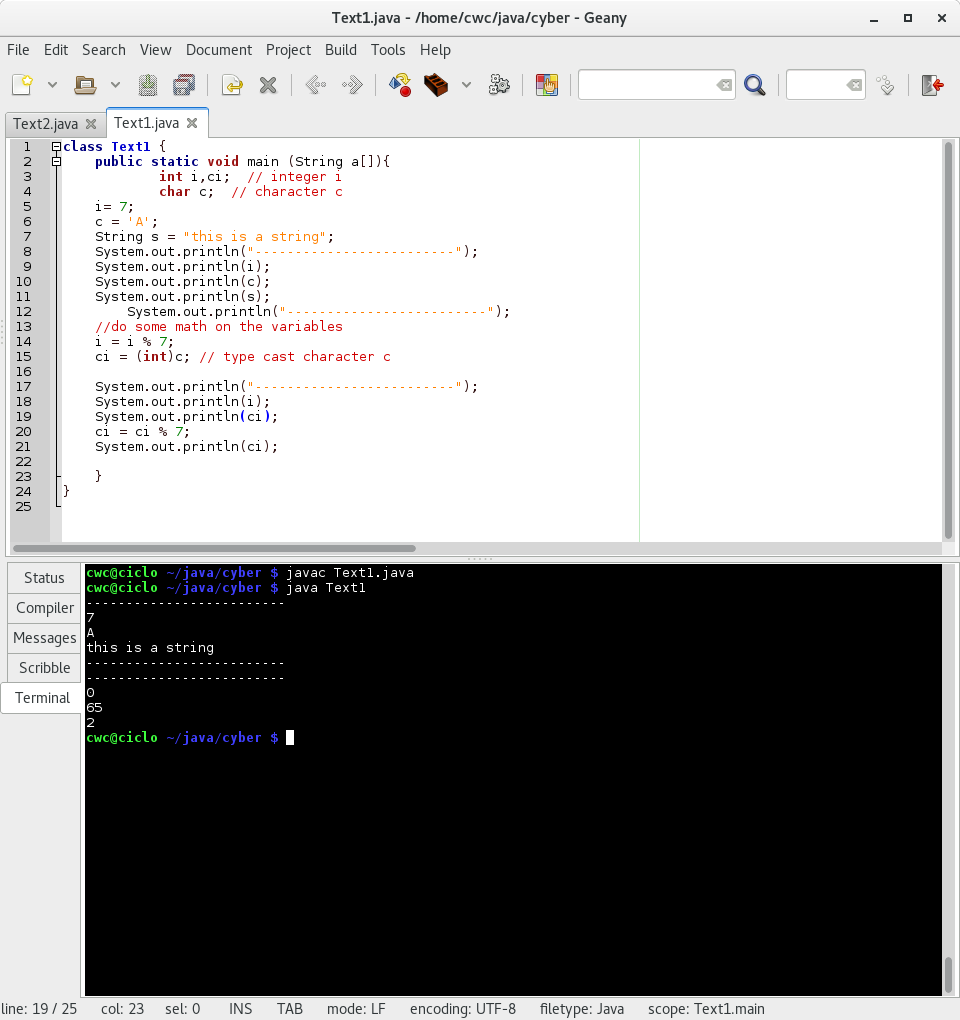 Text1.java - /home/cwc/java/cyber - Geany
File Edit Search View Document Project Build Tools Help
Text2.java Text1.java
1 class Text1 {
2     public static void main (String a[]){
3             int i,ci;  // integer i
4             char c;  // character c
5     i= 7;
6     c = 'A';
7     String s = "this is a string";
8     System.out.println("-------------------------");
9     System.out.println(i);
10     System.out.println(c);
11     System.out.println(s);
12         System.out.println("-------------------------");
13     //do some math on the variables
14     i = i % 7;
15     ci = (int)c; // type cast character c
16
17     System.out.println("-------------------------");
18     System.out.println(i);
19     System.out.println(ci);
20     ci = ci % 7;
21     System.out.println(ci);
22
23     }
24 }
25
Status
Compiler
Messages
Scribble
Terminal
cwc@ciclo ~/java/cyber $ javac Text1.java
cwc@ciclo ~/java/cyber $ java Text1
-------------------------
7
A
this is a string
-------------------------
-------------------------
0
65
2
cwc@ciclo ~/java/cyber $
line: 19 / 25 col: 23 sel: 0 INS TAB mode: LF encoding: UTF-8 filetype: Java scope: Text1.main